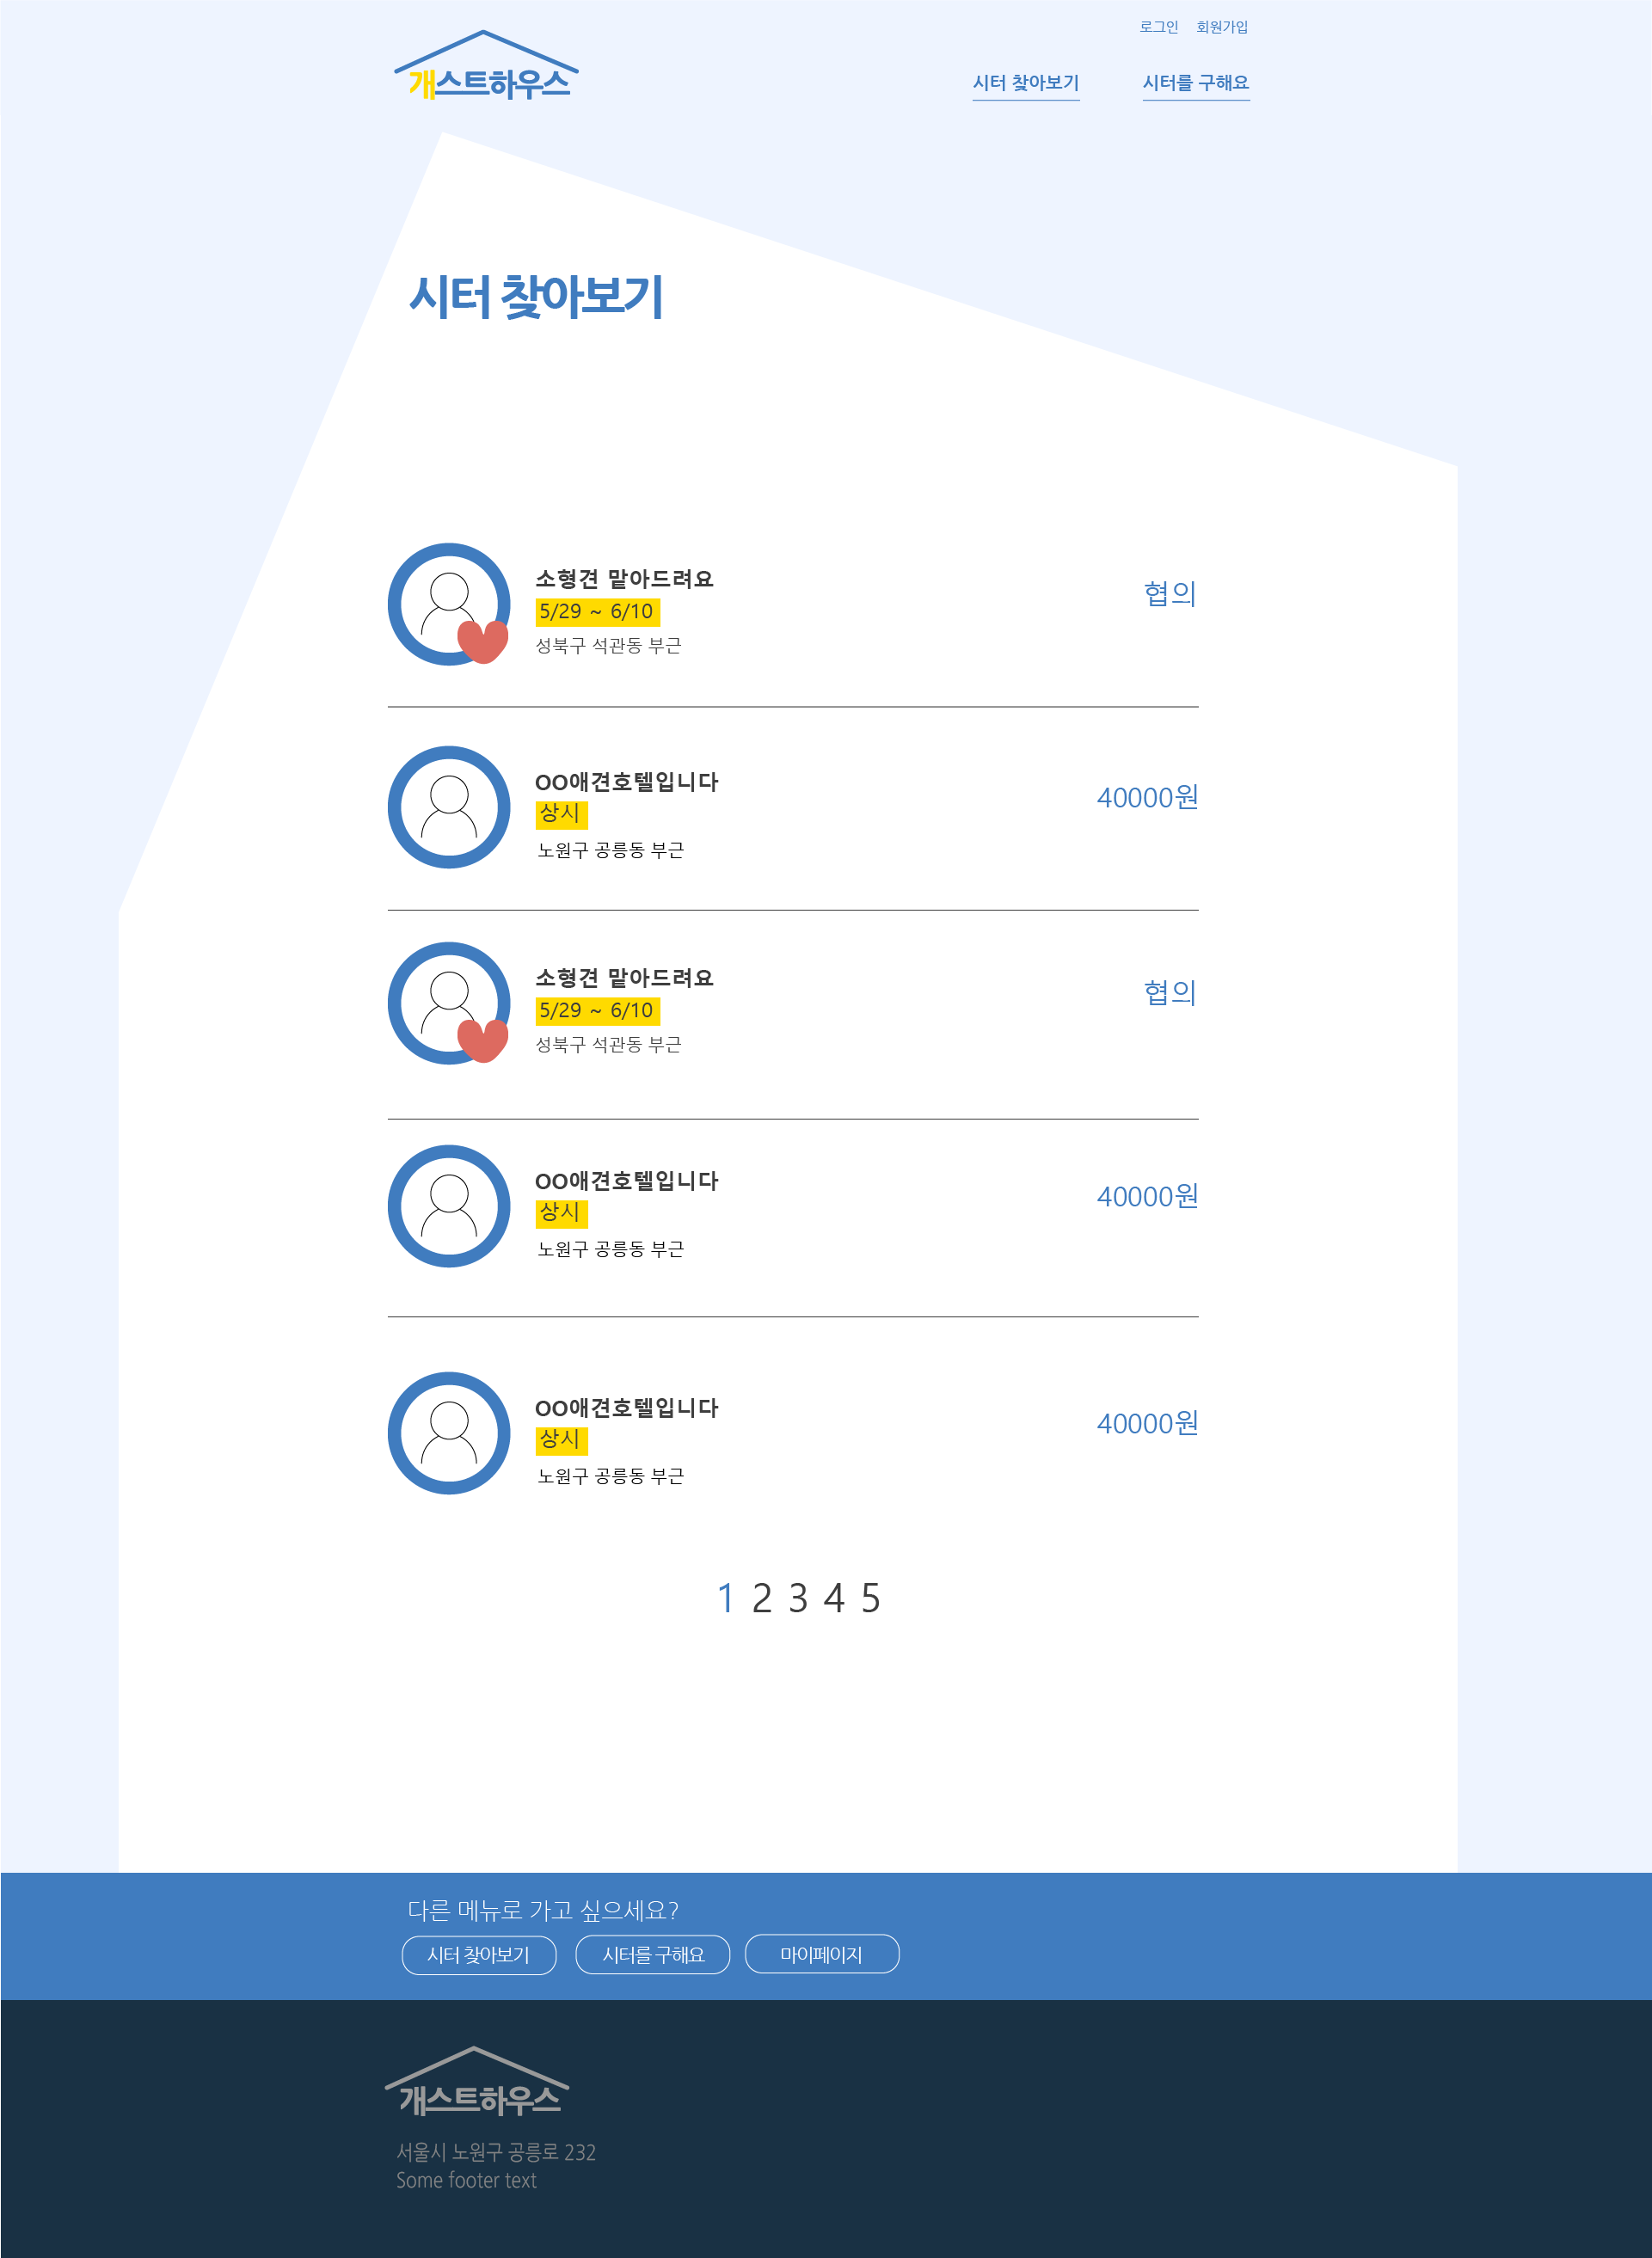 로그인 회원가입
개스트하우스
시터 찾아보기 시터를 구해요
시터 찾아보기
소형견 맡아드려요
5/29 ~ 6/10
성북구 석관동 부근
협의
OO애견호텔입니다
상시
노원구 공릉동 부근
40000원
소형견 맡아드려요
5/29 ~ 6/10
성북구 석관동 부근
협의
OO애견호텔입니다
상시
노원구 공릉동 부근
40000원
OO애견호텔입니다
상시
노원구 공릉동 부근
40000원
1 2 3 4 5
다른 메뉴로 가고 싶으세요?
시터 찾아보기 시터를 구해요 마이페이지
개스트하우스
서울시 노원구 공릉로 232
Some footer text